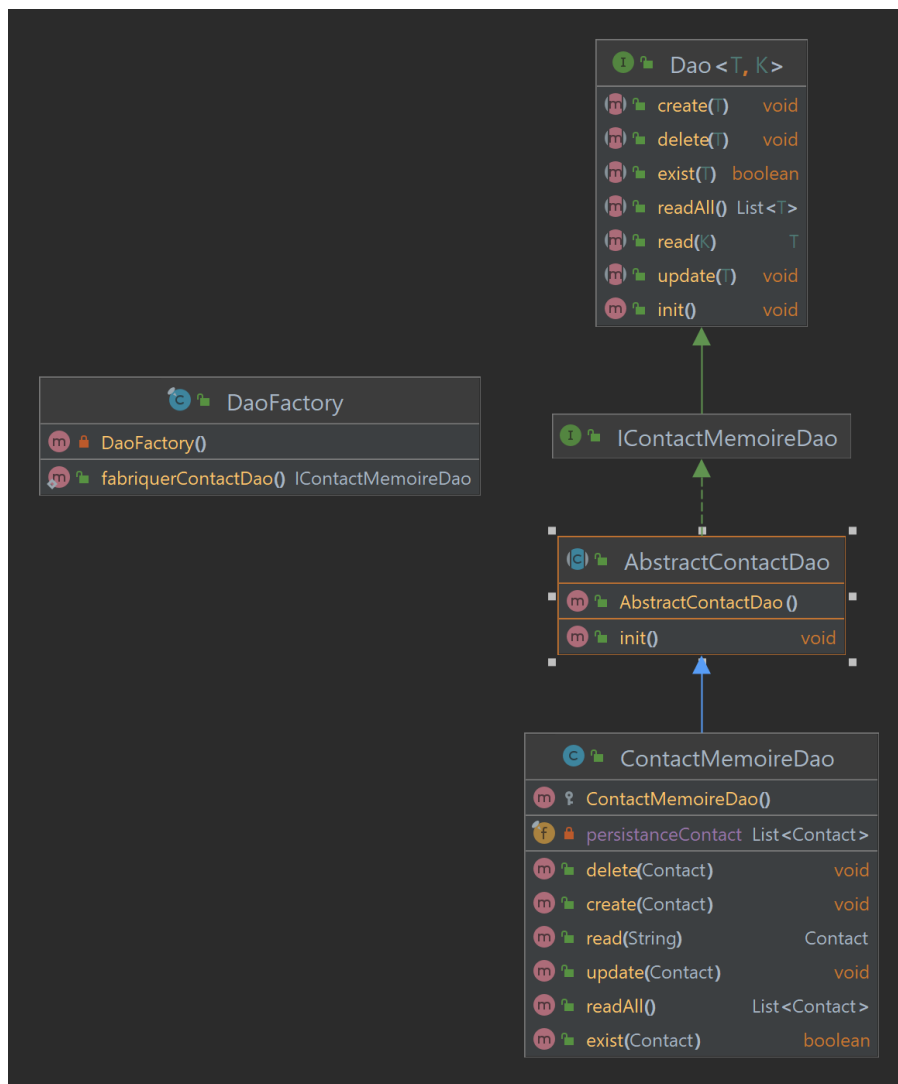 Dao<T, K>
create(T) void
delete(T) void
exist(T) boolean
readAll() List<T>
read(K) T
update(T) void
init() void
DaoFactory
DaoFactory()
fabriquerContactDao() IContactMemoireDao
IContactMemoireDao
AbstractContactDao
AbstractContactDao ()
init() void
ContactMemoireDao
ContactMemoireDao()
persistanceContact List<Contact>
delete(Contact) void
create(Contact) void
read(String) Contact
update(Contact) void
readAll() List<Contact>
exist(Contact) boolean